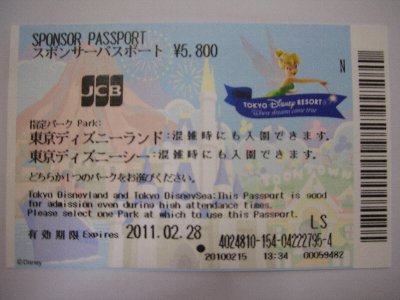 SPONSOR PASSPORT
スポンサーパスポート ¥5,800
N
JCB
TOKYO Disney RESORT®
Where dreams come true
指定パーク Park:
東京ディズニーランド:混雑時にも入園できます。
東京ディズニーシー:混雑時にも入園できます。
どちらか1つのパークをお選びください。
TOONTOWN
Tokyo Disneyland and Tokyo DisneySea:This Passport is good
for admission even during high attendance times.
Please select one Park at which to use this Passport.
LS
有効期限 Expires 2011.02.28
4024810-154-04222795-4
20100215 13:34 00059482
©Disney